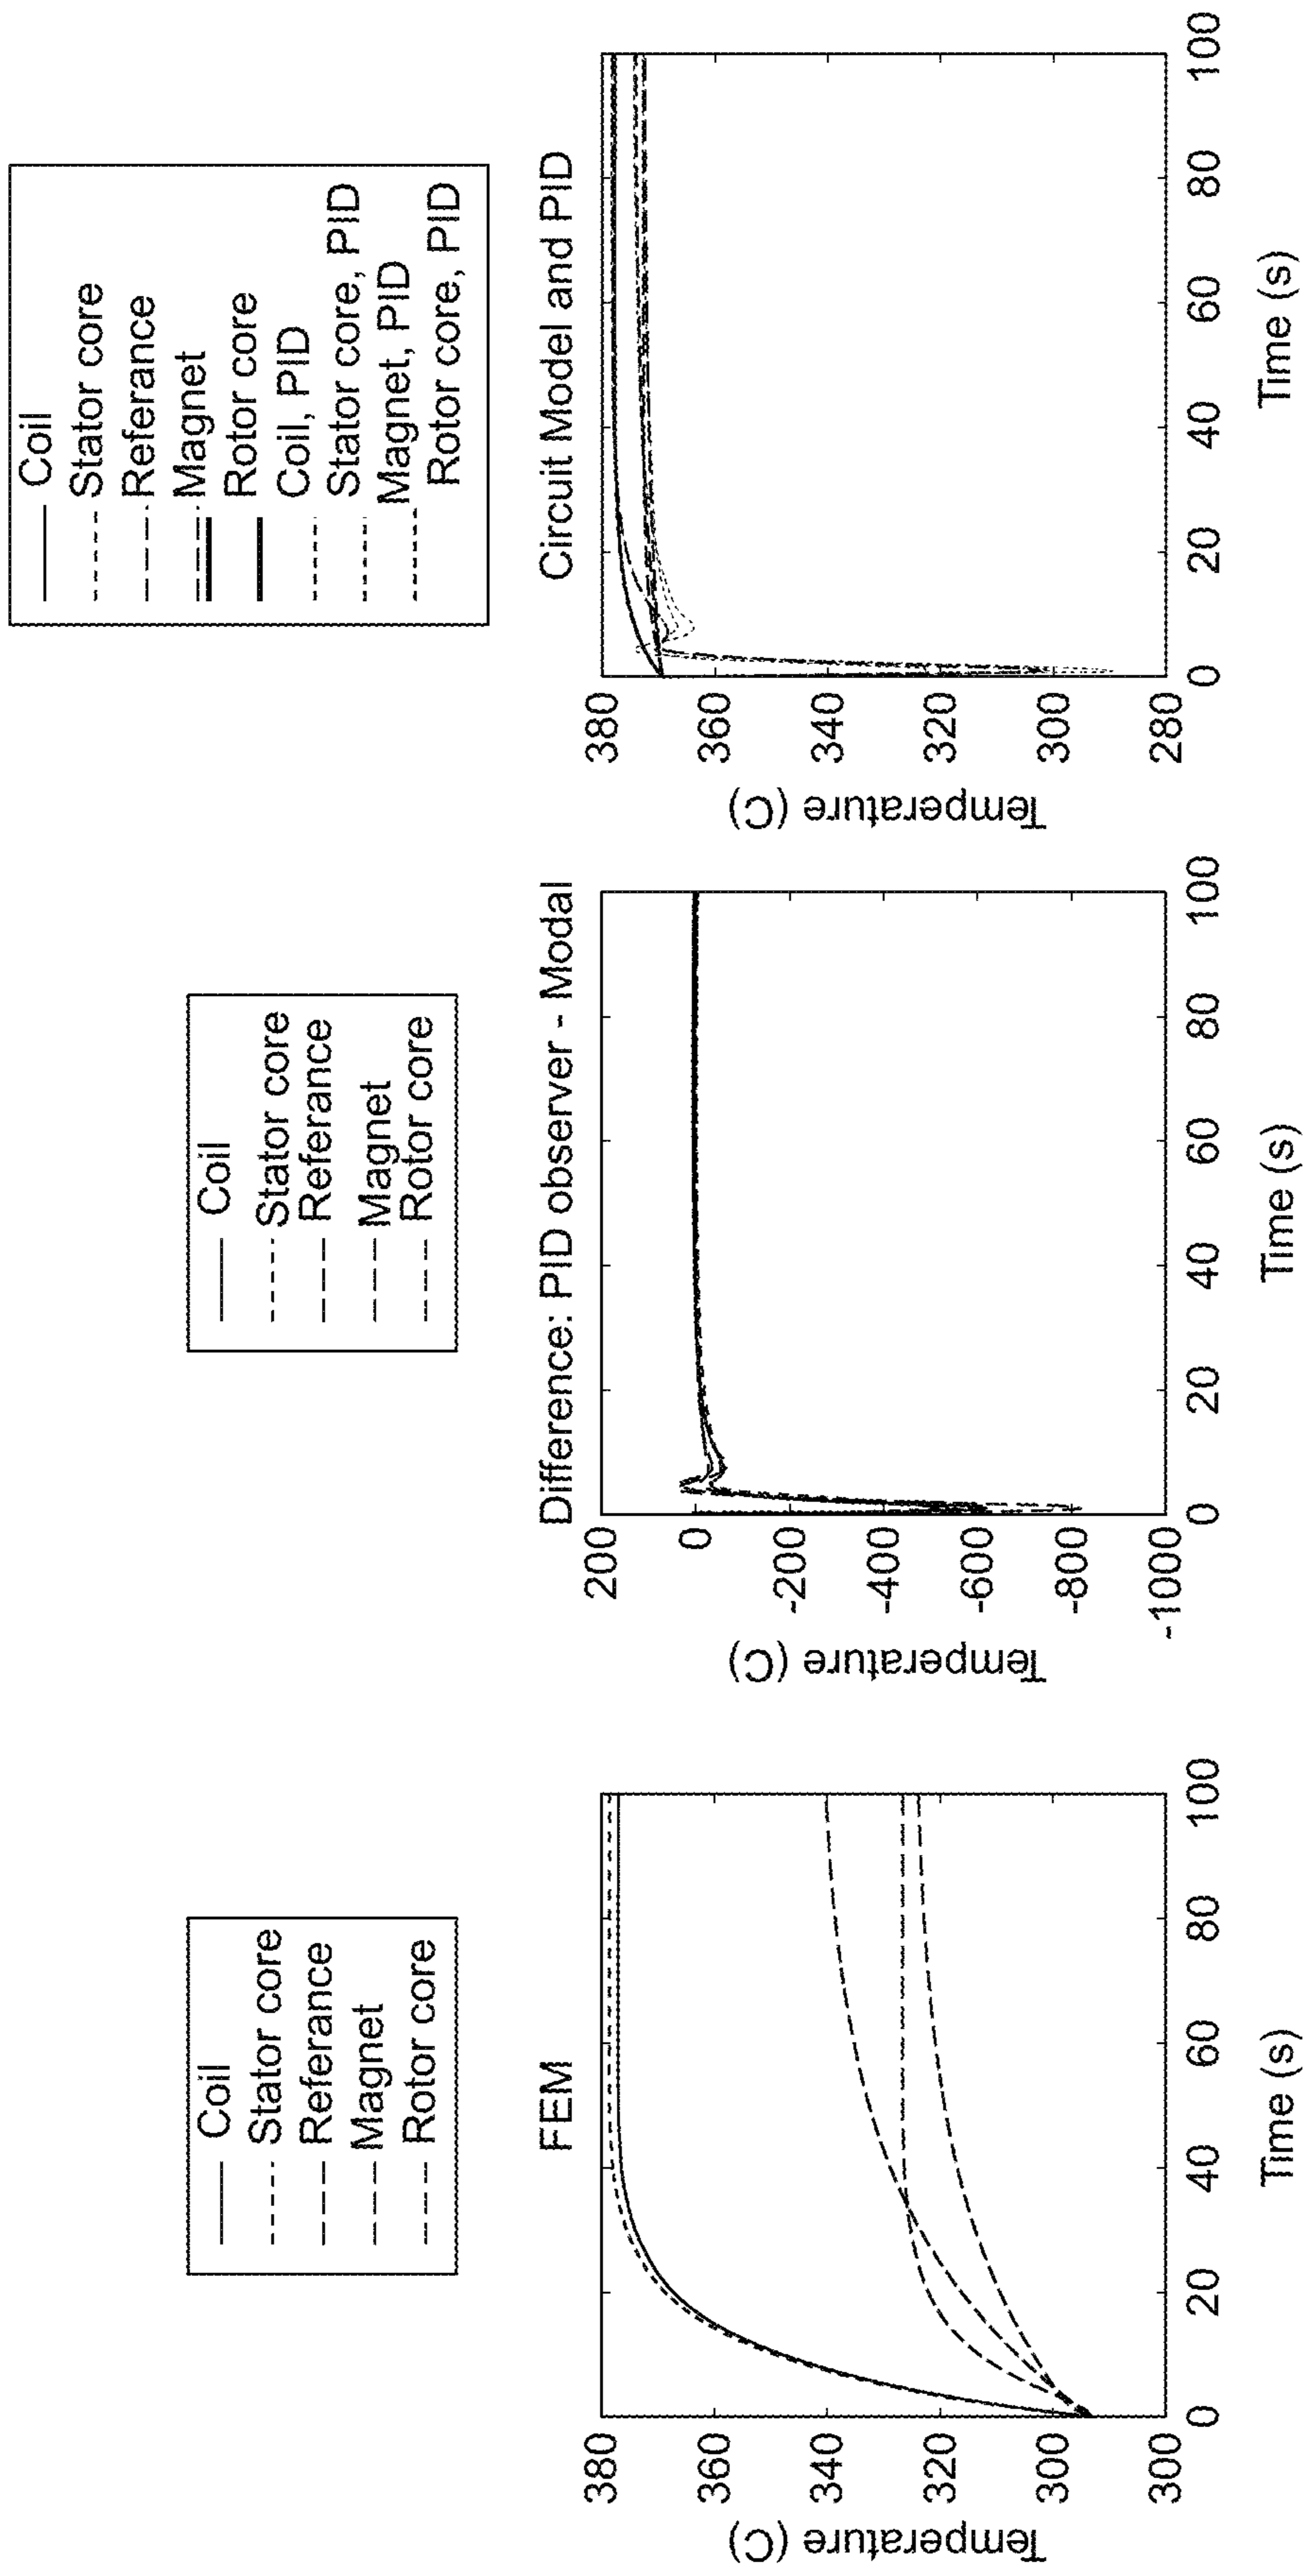 Coil
Stator core
Referance
Magnet
Rotor core
FEM
Temperature (C)
380
360
340
320
300
300
0
20
40
60
80
100
Time (s)
Coil
Stator core
Referance
Magnet
Rotor core
Difference: PID observer - Modal
Temperature (C)
200
0
-200
-400
-600
-800
-1000
0
20
40
60
80
100
Time (s)
Coil
Stator core
Referance
Magnet
Rotor core
Coil, PID
Stator core, PID
Magnet, PID
Rotor core, PID
Circuit Model and PID
Temperature (C)
380
360
340
320
300
280
0
20
40
60
80
100
Time (s)